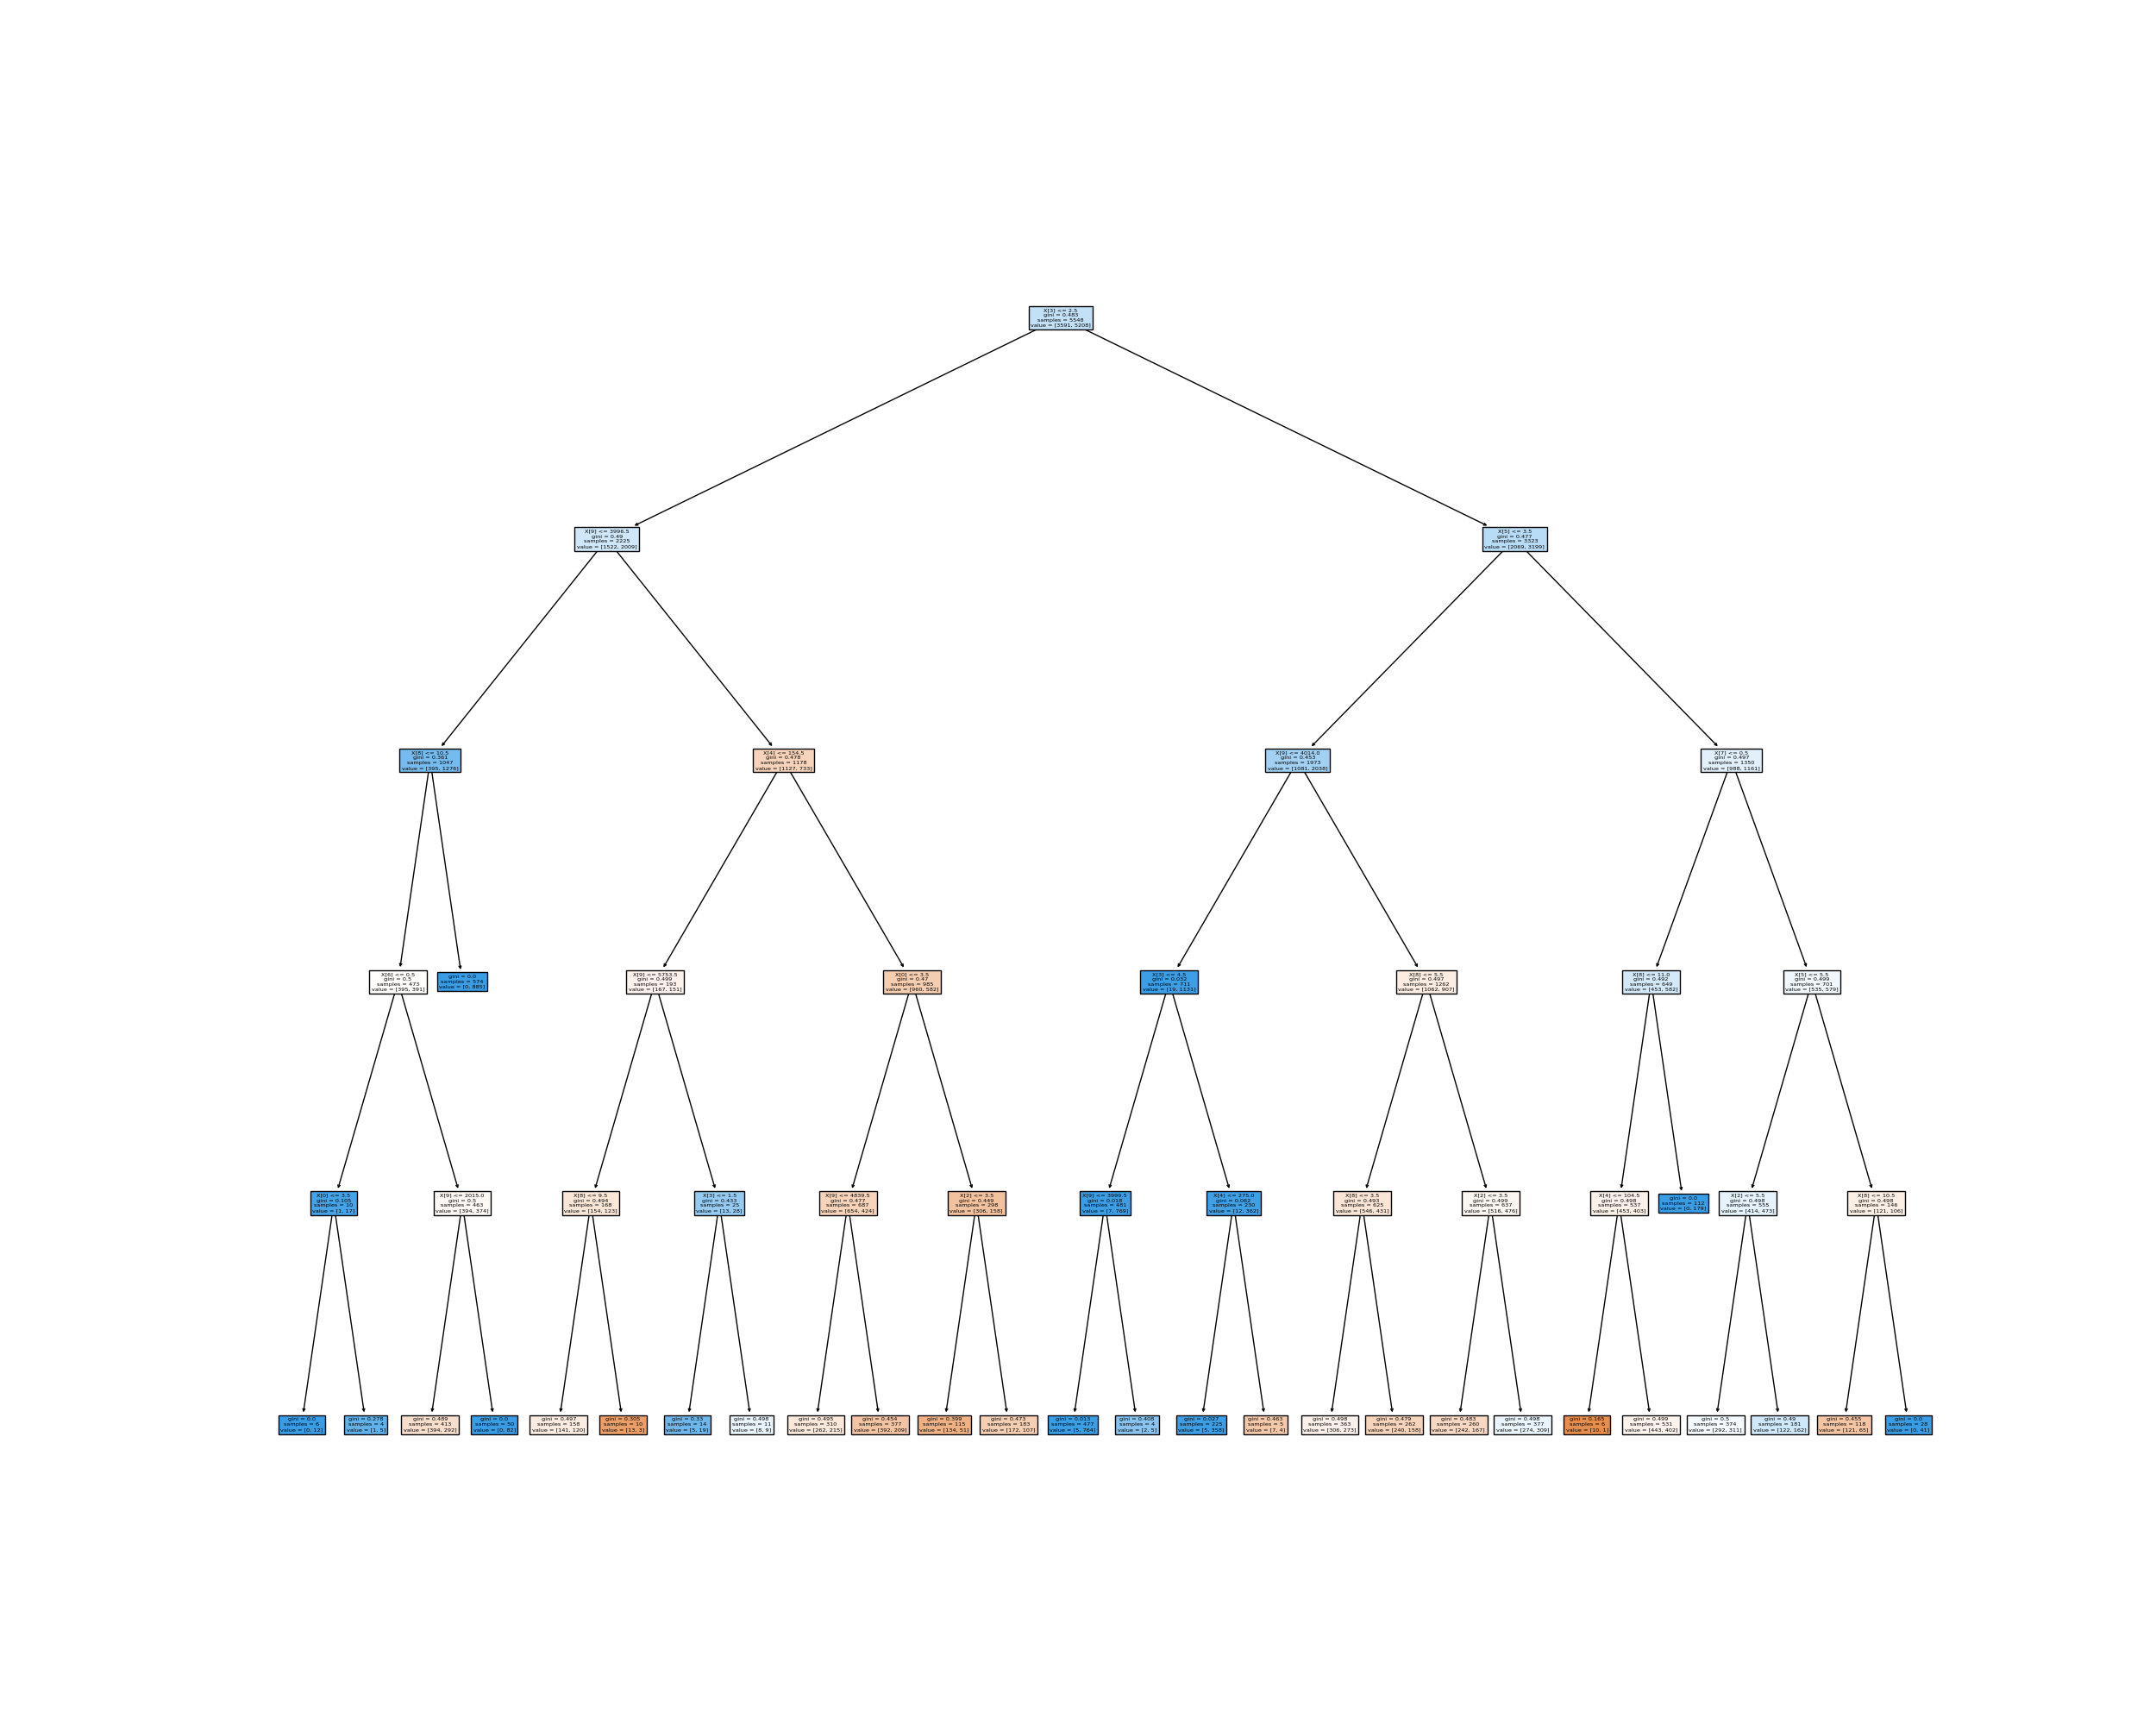 X[3] <= 2.5
gini = 0.483
samples = 5548
value = [3591, 5208]
X[9] <= 3996.5
gini = 0.49
samples = 2225
value = [1522, 2009]
X[5] <= 3.5
gini = 0.477
samples = 3323
value = [2069, 3199]
X[8] <= 10.5
gini = 0.361
samples = 1047
value = [395, 1276]
X[4] <= 154.5
gini = 0.478
samples = 1178
value = [1127, 733]
X[9] <= 4014.0
gini = 0.453
samples = 1973
value = [1081, 2038]
X[7] <= 0.5
gini = 0.497
samples = 1350
value = [988, 1161]
X[6] <= 0.5
gini = 0.5
samples = 473
value = [395, 391]
gini = 0.0
samples = 574
value = [0, 885]
X[9] <= 5753.5
gini = 0.499
samples = 193
value = [167, 151]
X[0] <= 3.5
gini = 0.47
samples = 985
value = [960, 582]
X[3] <= 4.5
gini = 0.032
samples = 711
value = [19, 1131]
X[8] <= 5.5
gini = 0.497
samples = 1262
value = [1062, 907]
X[8] <= 11.0
gini = 0.492
samples = 649
value = [453, 582]
X[5] <= 5.5
gini = 0.499
samples = 701
value = [535, 579]
X[0] <= 3.5
gini = 0.105
samples = 10
value = [1, 17]
X[9] <= 2015.0
gini = 0.5
samples = 463
value = [394, 374]
X[8] <= 9.5
gini = 0.494
samples = 168
value = [154, 123]
X[3] <= 1.5
gini = 0.433
samples = 25
value = [13, 28]
X[9] <= 4839.5
gini = 0.477
samples = 687
value = [654, 424]
X[2] <= 3.5
gini = 0.449
samples = 298
value = [306, 158]
X[9] <= 3999.5
gini = 0.018
samples = 481
value = [7, 769]
X[4] <= 275.0
gini = 0.062
samples = 230
value = [12, 362]
X[8] <= 3.5
gini = 0.493
samples = 625
value = [546, 431]
X[2] <= 3.5
gini = 0.499
samples = 637
value = [516, 476]
X[4] <= 104.5
gini = 0.498
samples = 537
value = [453, 403]
gini = 0.0
samples = 112
value = [0, 179]
X[2] <= 5.5
gini = 0.498
samples = 555
value = [414, 473]
X[8] <= 10.5
gini = 0.498
samples = 146
value = [121, 106]
gini = 0.0
samples = 6
value = [0, 12]
gini = 0.278
samples = 4
value = [1, 5]
gini = 0.489
samples = 413
value = [394, 292]
gini = 0.0
samples = 50
value = [0, 82]
gini = 0.497
samples = 158
value = [141, 120]
gini = 0.305
samples = 10
value = [13, 3]
gini = 0.33
samples = 14
value = [5, 19]
gini = 0.498
samples = 11
value = [8, 9]
gini = 0.495
samples = 310
value = [262, 215]
gini = 0.454
samples = 377
value = [392, 209]
gini = 0.399
samples = 115
value = [134, 51]
gini = 0.473
samples = 183
value = [172, 107]
gini = 0.013
samples = 477
value = [5, 764]
gini = 0.408
samples = 4
value = [2, 5]
gini = 0.027
samples = 225
value = [5, 358]
gini = 0.463
samples = 5
value = [7, 4]
gini = 0.498
samples = 363
value = [306, 273]
gini = 0.479
samples = 262
value = [240, 158]
gini = 0.483
samples = 260
value = [242, 167]
gini = 0.498
samples = 377
value = [274, 309]
gini = 0.165
samples = 6
value = [10, 1]
gini = 0.499
samples = 531
value = [443, 402]
gini = 0.5
samples = 374
value = [292, 311]
gini = 0.49
samples = 181
value = [122, 162]
gini = 0.455
samples = 118
value = [121, 65]
gini = 0.0
samples = 28
value = [0, 41]